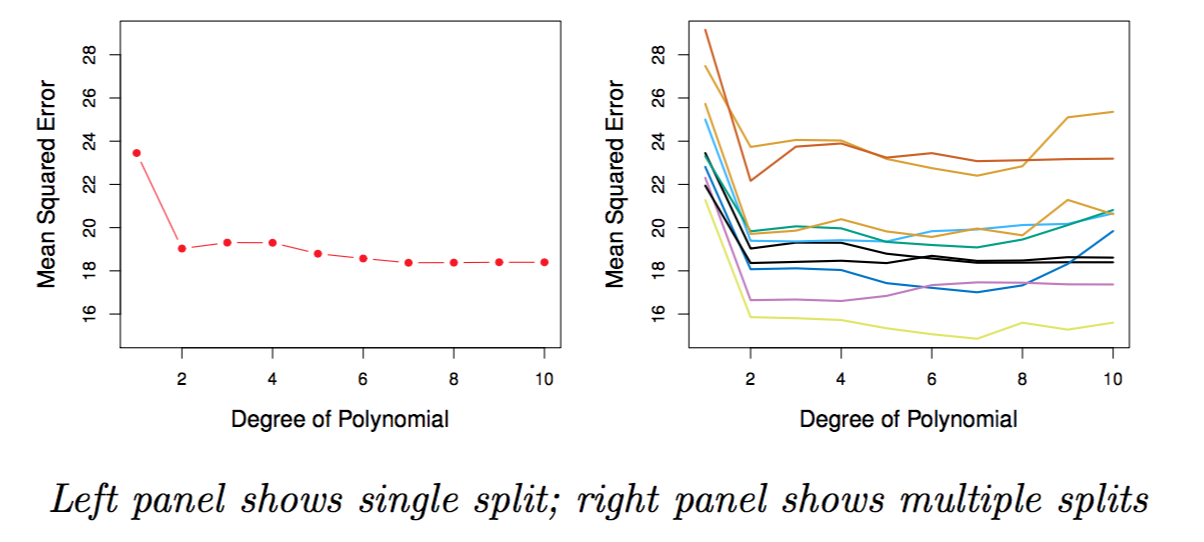 Mean Squared Error
28
26
24
22
20
18
16
2 4 6 8 10
Degree of Polynomial
Mean Squared Error
28
26
24
22
20
18
16
2 4 6 8 10
Degree of Polynomial
Left panel shows single split; right panel shows multiple splits